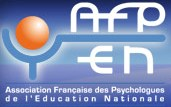 AFP
EN
Association Française des Psychologues
de l'Education Nationale